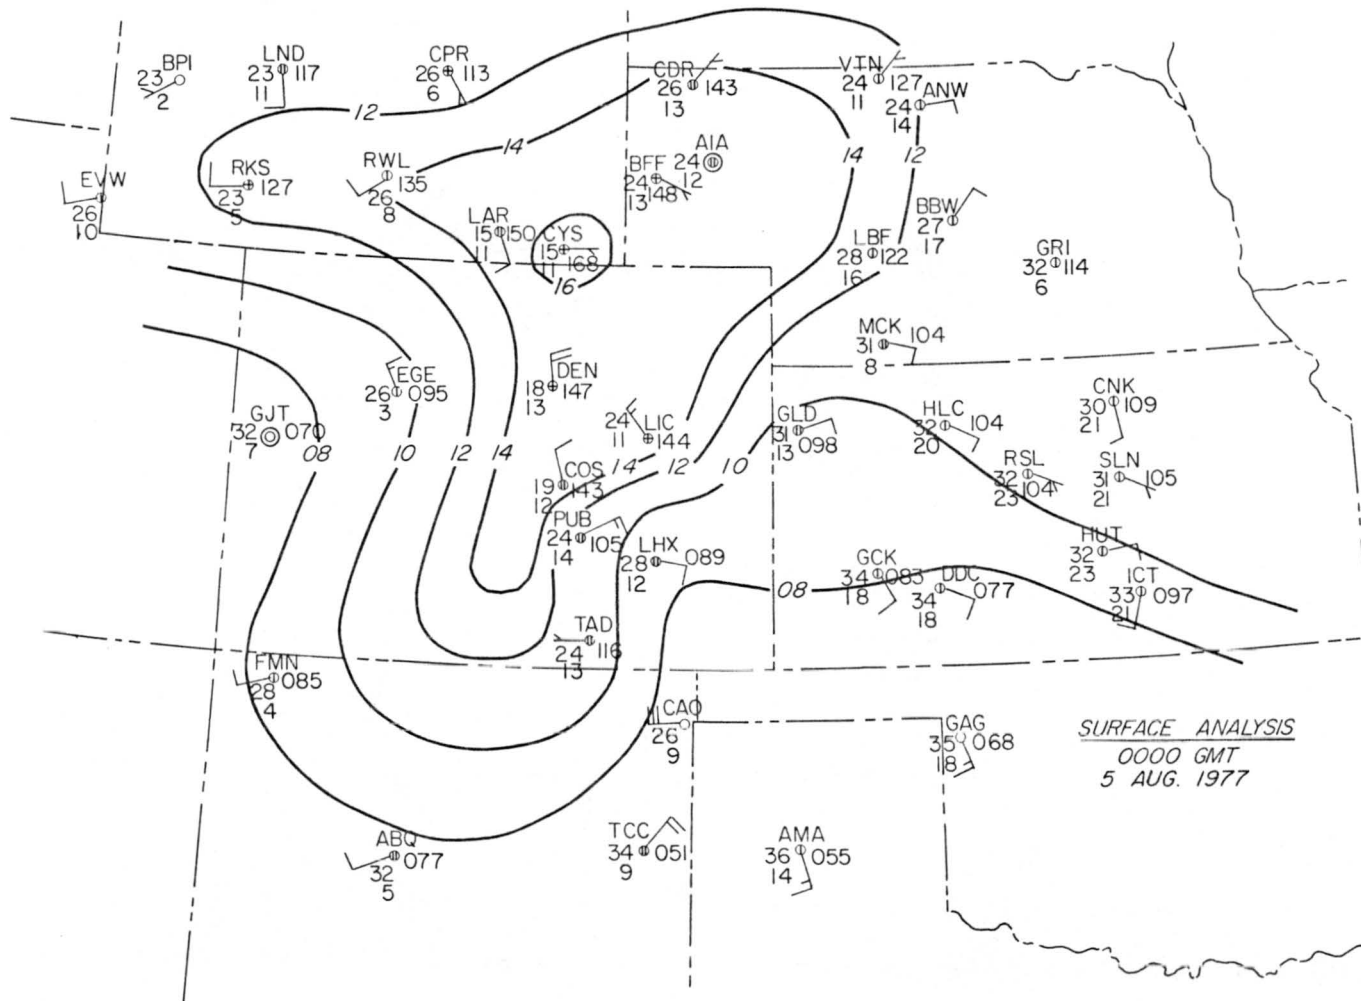 BPI
23
2
LND
23 117
11
CPR
26 113
6
CDR
26 143
13
VTN
24 127
11
ANW
24
14
12
14
14
12
EVW
26
10
RKS
127
23
5
RWL
135
26
8
BFF
24
148
13
AIA
24
12
LAR
15 150
11
CYS
15
168
11
16
BBW
27
17
LBF
28 122
16
GRI
32 114
6
MCK 104
31
8
EGE
26 095
3
DEN
18 147
13
GJT
32 070
7
24 LIC
11 144
GLD
31
098
13
HLC
32 104
20
CNK
30 109
21
08
10
12
14
14
12
10
COS
19 143
12
RSL
32
104
23
SLN
31 105
21
PUB
24 105
14
LHX 089
28
12
GCK
34 083
18
DDC
077
34
18
HUT
32
23
ICT
33 097
21
08
TAD
24 116
13
FMN
085
28
4
CAO
26
9
GAG
35 068
18
SURFACE ANALYSIS
0000 GMT
5 AUG. 1977
ABQ
077
32
5
TCC
34 051
9
AMA
36 055
14